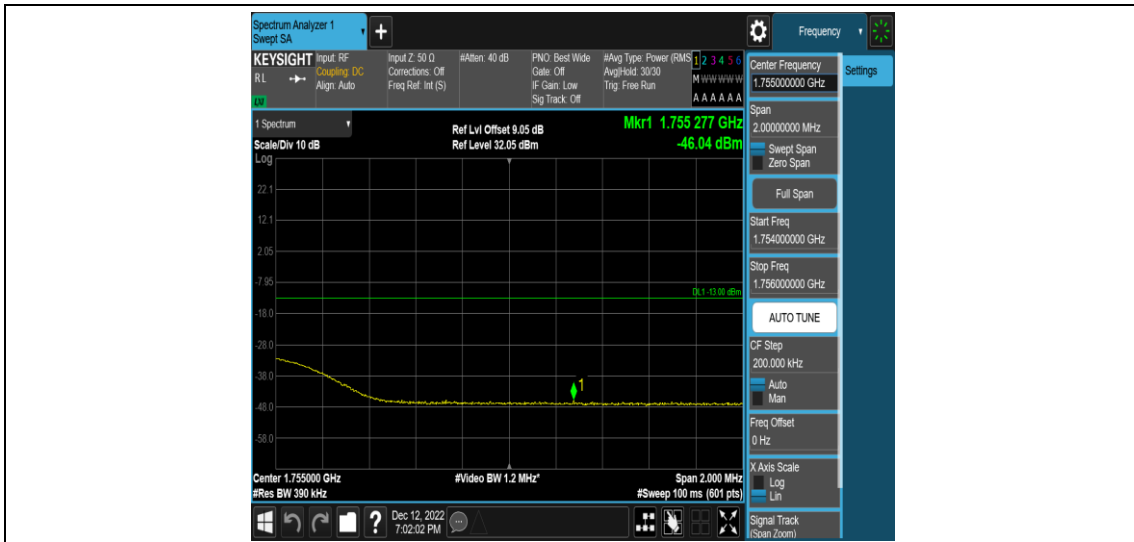 Spectrum Analyzer 1
Swept SA
+
Frequency
KEYSIGHT
RL
LXI
Input: RF
Coupling: DC
Align: Auto
Input Z: 50 Ω
Corrections: Off
Freq Ref: Int (S)
#Atten: 40 dB
PNO: Best Wide
Gate: Off
IF Gain: Low
Sig Track: Off
#Avg Type: Power (RMS
Avg|Hold: 30/30
Trig: Free Run
1 2 3 4 5 6
M W W W W W
A A A A A A
Center Frequency
1.755000000 GHz
Settings
Span
2.00000000 MHz
Swept Span
Zero Span
Full Span
Start Freq
1.754000000 GHz
Stop Freq
1.756000000 GHz
AUTO TUNE
CF Step
200.000 kHz
Auto
Man
Freq Offset
0 Hz
X Axis Scale
Log
Lin
Signal Track
(Span Zoom)
1 Spectrum
Scale/Div 10 dB
Log
Ref Lvl Offset 9.05 dB
Ref Level 32.05 dBm
Mkr1 1.755 277 GHz
-46.04 dBm
22.1
12.1
2.05
-7.95
DL1 -13.00 dBm
-18.0
-28.0
-38.0
1
-48.0
-58.0
Center 1.755000 GHz
#Res BW 390 kHz
#Video BW 1.2 MHz*
Span 2.000 MHz
#Sweep 100 ms (601 pts)
?
Dec 12, 2022
7:02:02 PM